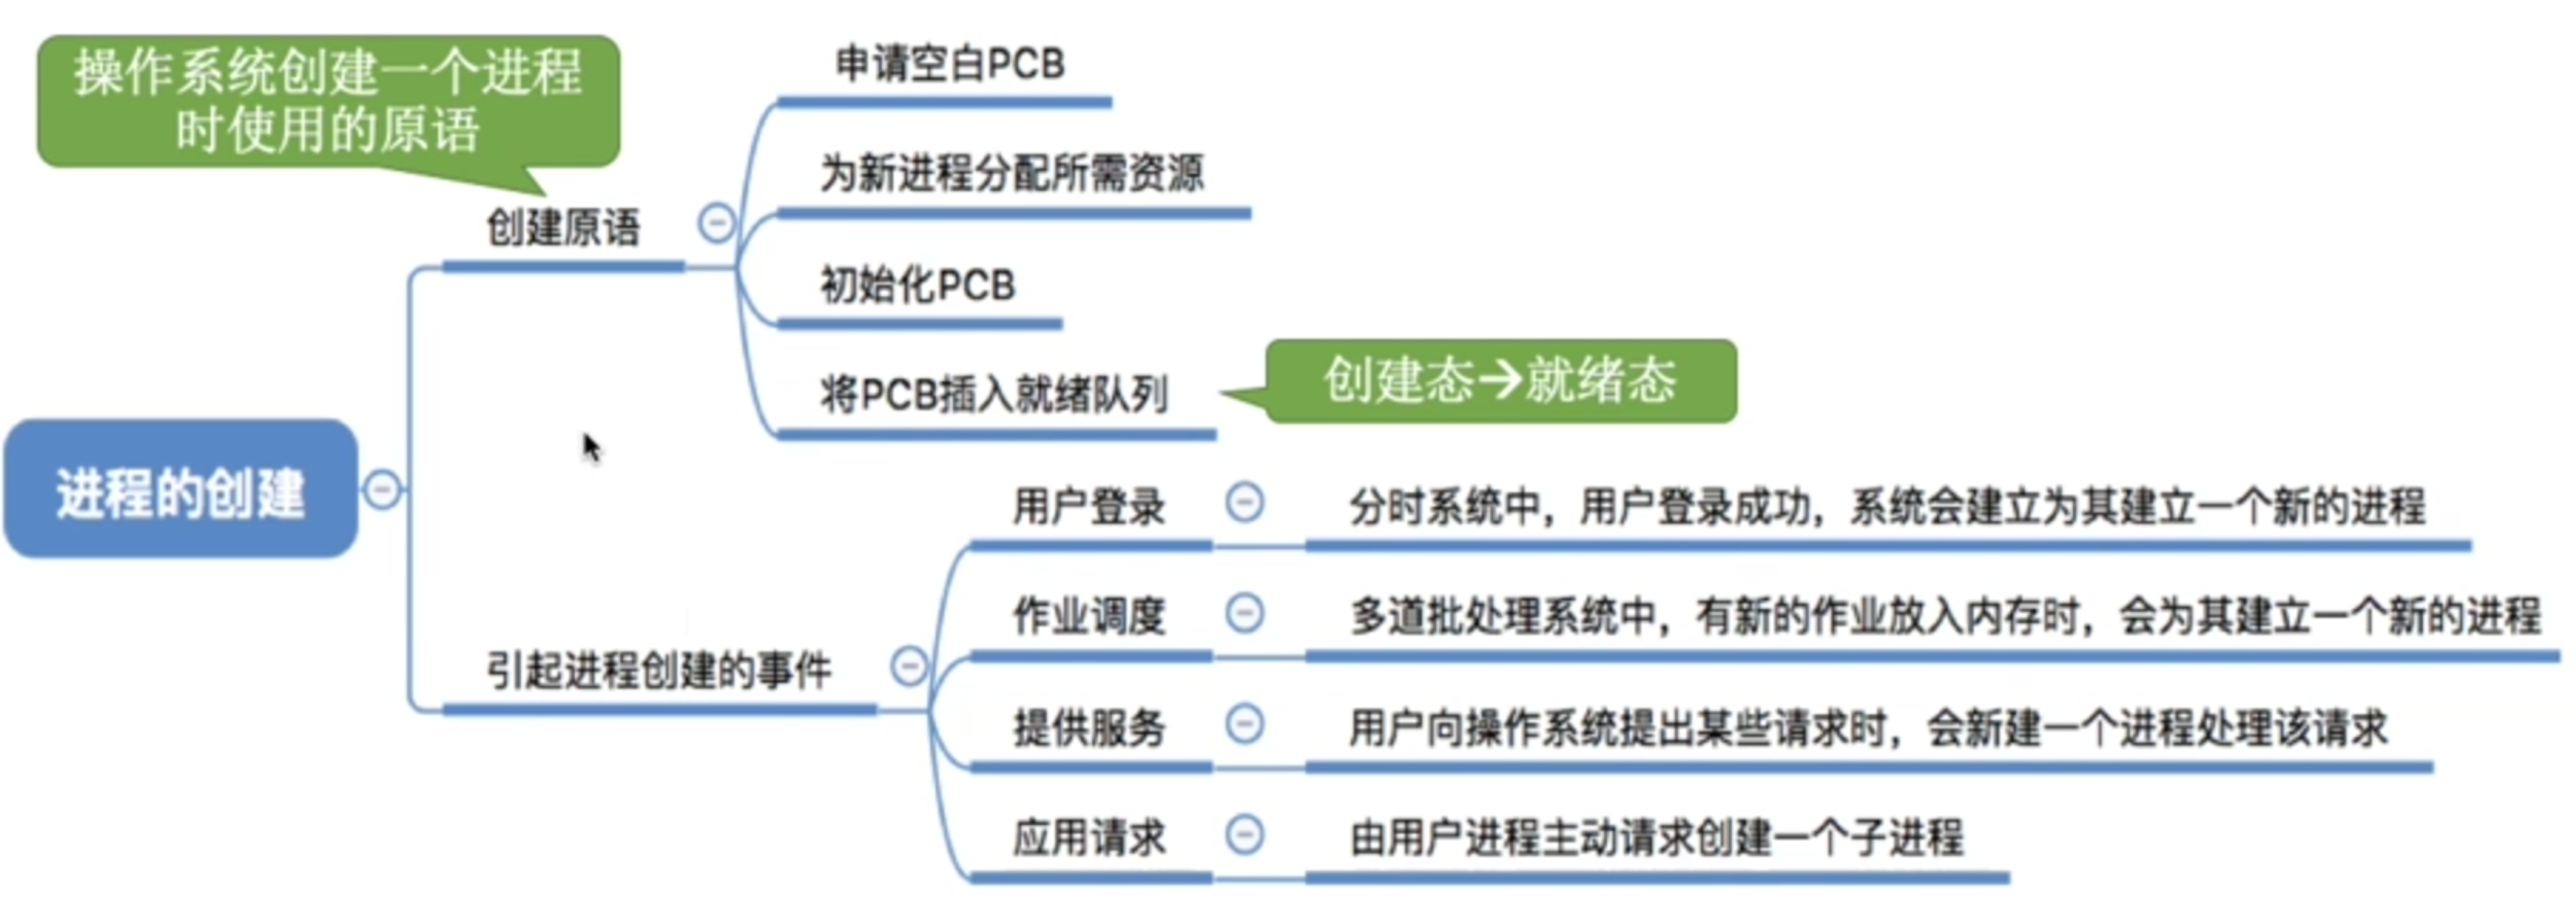 操作系统创建一个进程
时使用的原语
申请空白PCB
为新进程分配所需资源
创建原语
初始化PCB
将PCB插入就绪队列
创建态→就绪态
进程的创建
用户登录
分时系统中，用户登录成功，系统会建立为其建立一个新的进程
作业调度
多道批处理系统中，有新的作业放入内存时，会为其建立一个新的进程
引起进程创建的事件
提供服务
用户向操作系统提出某些请求时，会新建一个进程处理该请求
应用请求
由用户进程主动请求创建一个子进程